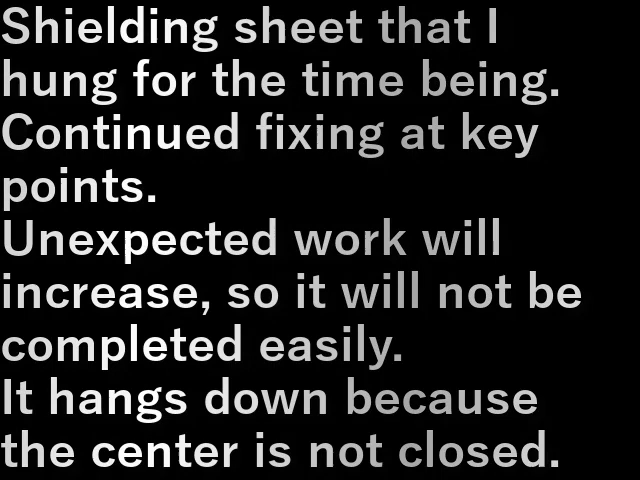 Shielding sheet that I
hung for the time being.
Continued fixing at key
points.
Unexpected work will
increase, so it will not be
completed easily.
It hangs down because
the center is not closed.